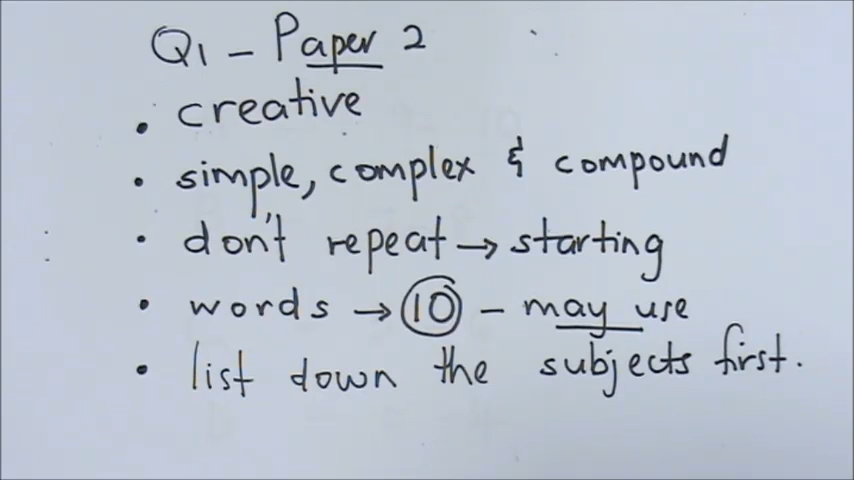 Q1 - Paper 2
• creative
• simple, complex & compound
• don't repeat → starting
• words → 10 - may use
• list down the subjects first.